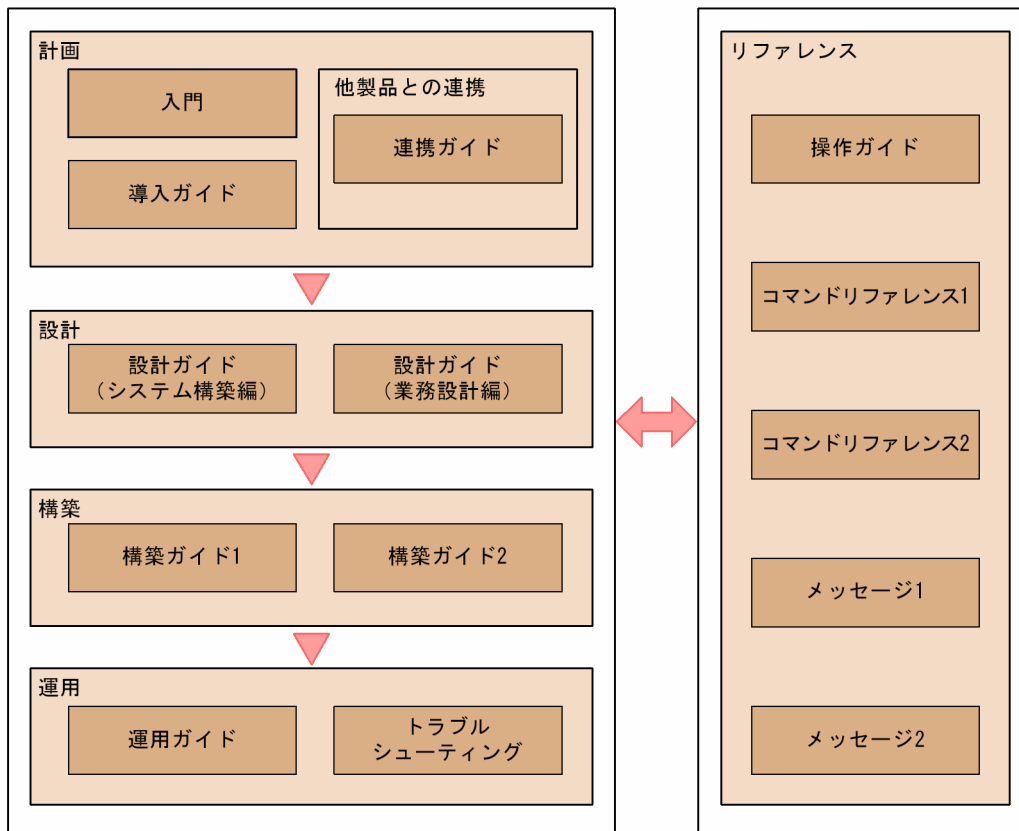 計画
入門
導入ガイド
他製品との連携
連携ガイド
設計
設計ガイド
（システム構築編）
設計ガイド
（業務設計編）
構築
構築ガイド1
構築ガイド2
運用
運用ガイド
トラブル
シューティング
リファレンス
操作ガイド
コマンドリファレンス1
コマンドリファレンス2
メッセージ1
メッセージ2